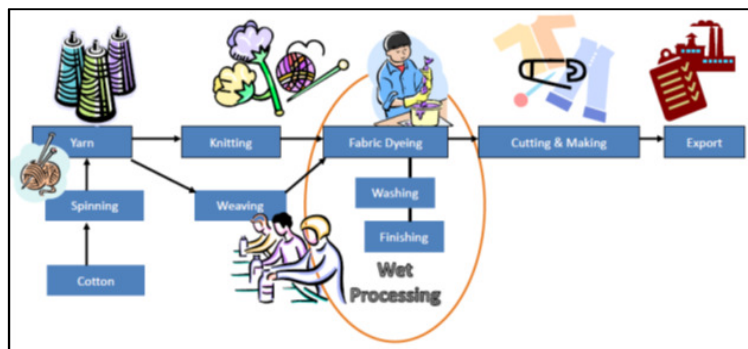 Yarn
Knitting
Fabric Dyeing
Cutting & Making
Export
Spinning
Weaving
Washing
Finishing
Cotton
Wet
Processing